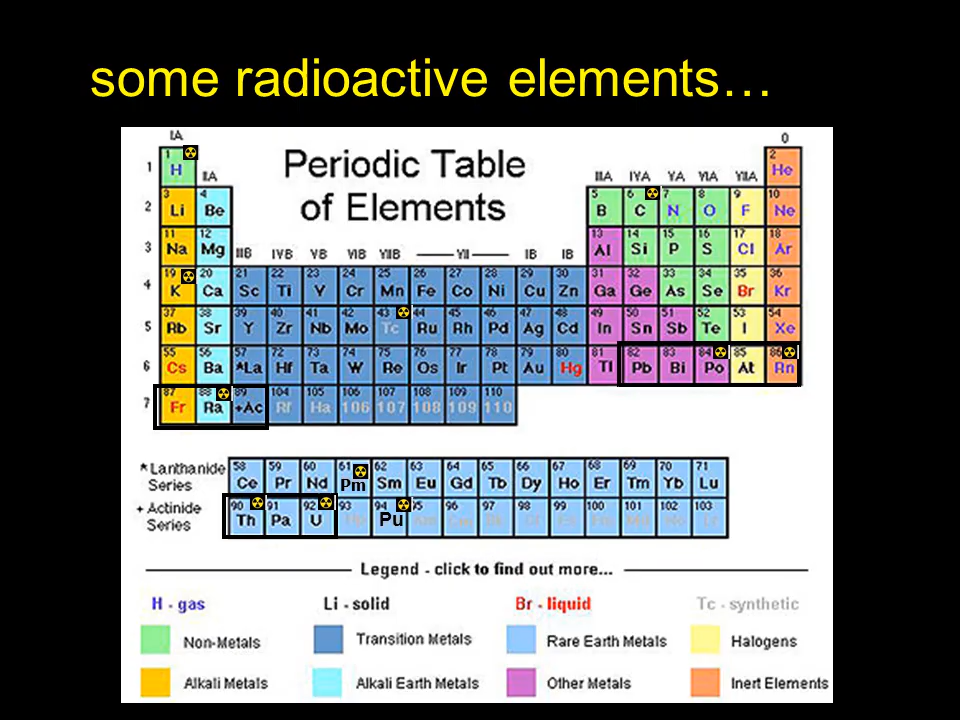 some radioactive elements…
IA 0
1 1 H 2 He
Periodic Table
of Elements
IIA IIIA IVA VA VIA VIIA
2 3 Li 4 Be 5 B 6 C 7 N 8 O 9 F 10 Ne
3 11 Na 12 Mg 13 Al 14 Si 15 P 16 S 17 Cl 18 Ar
IIIB IVB VB VIB VIIB VII IB IB
4 19 K 20 Ca 21 Sc 22 Ti 23 V 24 Cr 25 Mn 26 Fe 27 Co 28 Ni 29 Cu 30 Zn 31 Ga 32 Ge 33 As 34 Se 35 Br 36 Kr
5 37 Rb 38 Sr 39 Y 40 Zr 41 Nb 42 Mo 43 Tc 44 Ru 45 Rh 46 Pd 47 Ag 48 Cd 49 In 50 Sn 51 Sb 52 Te 53 I 54 Xe
6 55 Cs 56 Ba 57 *La 72 Hf 73 Ta 74 W 75 Re 76 Os 77 Ir 78 Pt 79 Au 80 Hg 81 Tl 82 Pb 83 Bi 84 Po 85 At 86 Rn
7 87 Fr 88 Ra 89 +Ac 104 Rf 105 Ha 106 106 107 107 108 108 109 109 110 110
* Lanthanide
Series
58 Ce 59 Pr 60 Nd 61 Pm 62 Sm 63 Eu 64 Gd 65 Tb 66 Dy 67 Ho 68 Er 69 Tm 70 Yb 71 Lu
+ Actinide
Series
90 Th 91 Pa 92 U 93 94 Pu 96 97 98 99 100 101 102 103 Lr
Legend - click to find out more...
H - gas Li - solid Br - liquid Tc - synthetic
Non-Metals Transition Metals Rare Earth Metals Halogens
Alkali Metals Alkali Earth Metals Other Metals Inert Elements